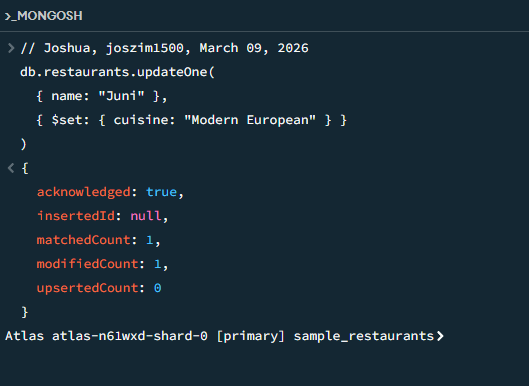 >_MONGOSH
> // Joshua, joszim1500, March 09, 2026
db.restaurants.updateOne(
{ name: "Juni" },
{ $set: { cuisine: "Modern European" } }
)
< {
acknowledged: true,
insertedId: null,
matchedCount: 1,
modifiedCount: 1,
upsertedCount: 0
}
Atlas atlas-n61wxd-shard-0 [primary] sample_restaurants>